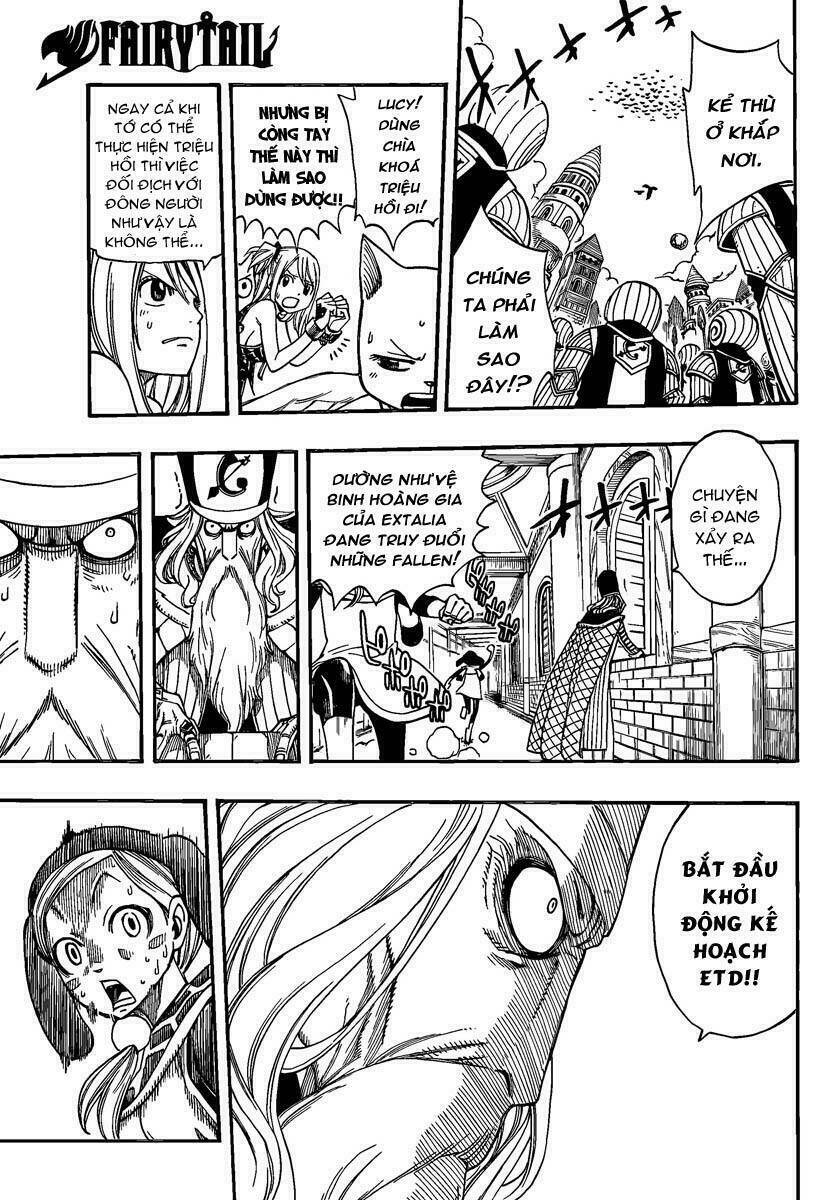 FAIRY TAIL
KẺ THÙ
Ở KHẮP
NƠI.
CHÚNG
TA PHẢI
LÀM
SAO
ĐÂY!?
LUCY!
DÙNG
CHÌA
KHOÁ
TRIỆU
HỒI ĐI!
NHƯNG BỊ
CÒNG TAY
THẾ NÀY THÌ
LÀM SAO
DÙNG ĐƯỢC!!
NGAY CẢ KHI
TỚ CÓ THỂ
THỰC HIỆN TRIỆU
HỒI THÌ VIỆC
ĐỐI ĐỊCH VỚI
ĐÔNG NGƯỜI
NHƯ VẬY LÀ
KHÔNG THỂ...
CHUYỆN
GÌ ĐANG
XẢY RA
THẾ...
DƯỜNG NHƯ VỆ
BINH HOÀNG GIA
CỦA EXTALIA
ĐANG TRUY ĐUỔI
NHỮNG FALLEN!
BẮT ĐẦU
KHỞI
ĐỘNG KẾ
HOẠCH
ETD!!